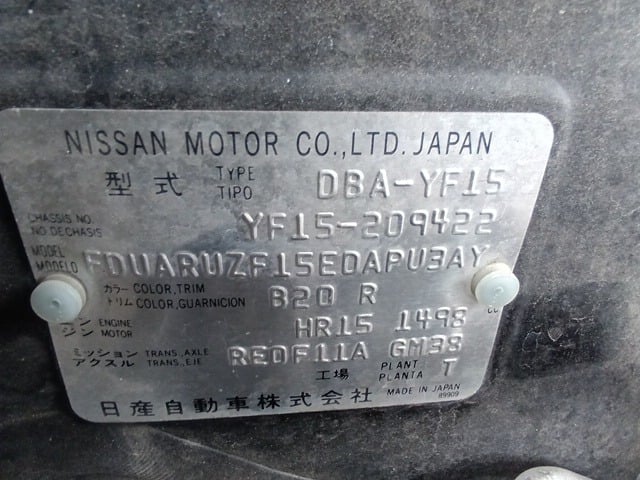 NISSAN MOTOR CO.,LTD. JAPAN
型式 TYPE TIPO DBA-YF15
CHASSIS NO. NO DECHASIS YF15-209422
MODEL MODELO FDUARUZF15EDAPU3AY
カラー COLOR,TRIM トリム COLOR,GUARNICION B20 R
ENGINE MOTOR HR15 1498 cc
ミッション TRANS.,AXLE アクスル TRANS.,EJE RE0F11A GM38
工場 PLANT PLANTA T
日産自動車株式会社 MADE IN JAPAN
89909